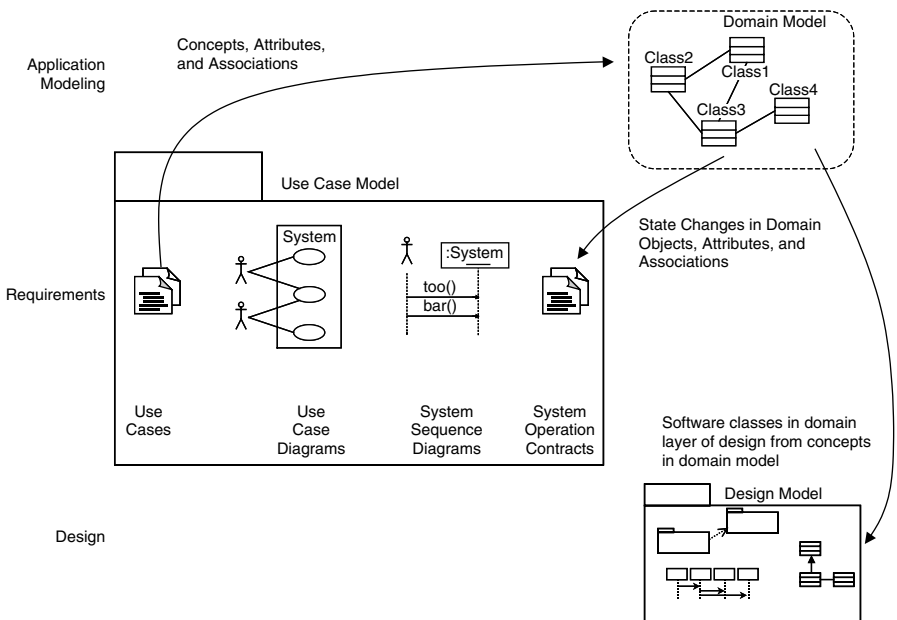 Domain Model
Application
Modeling
Concepts, Attributes,
and Associations
Class2
Class1
Class4
Class3
Use Case Model
State Changes in Domain
Objects, Attributes, and
Associations
Requirements
System
:System
too()
bar()
Use
Cases
Use
Case
Diagrams
System
Sequence
Diagrams
System
Operation
Contracts
Software classes in domain
layer of design from concepts
in domain model
Design Model
Design